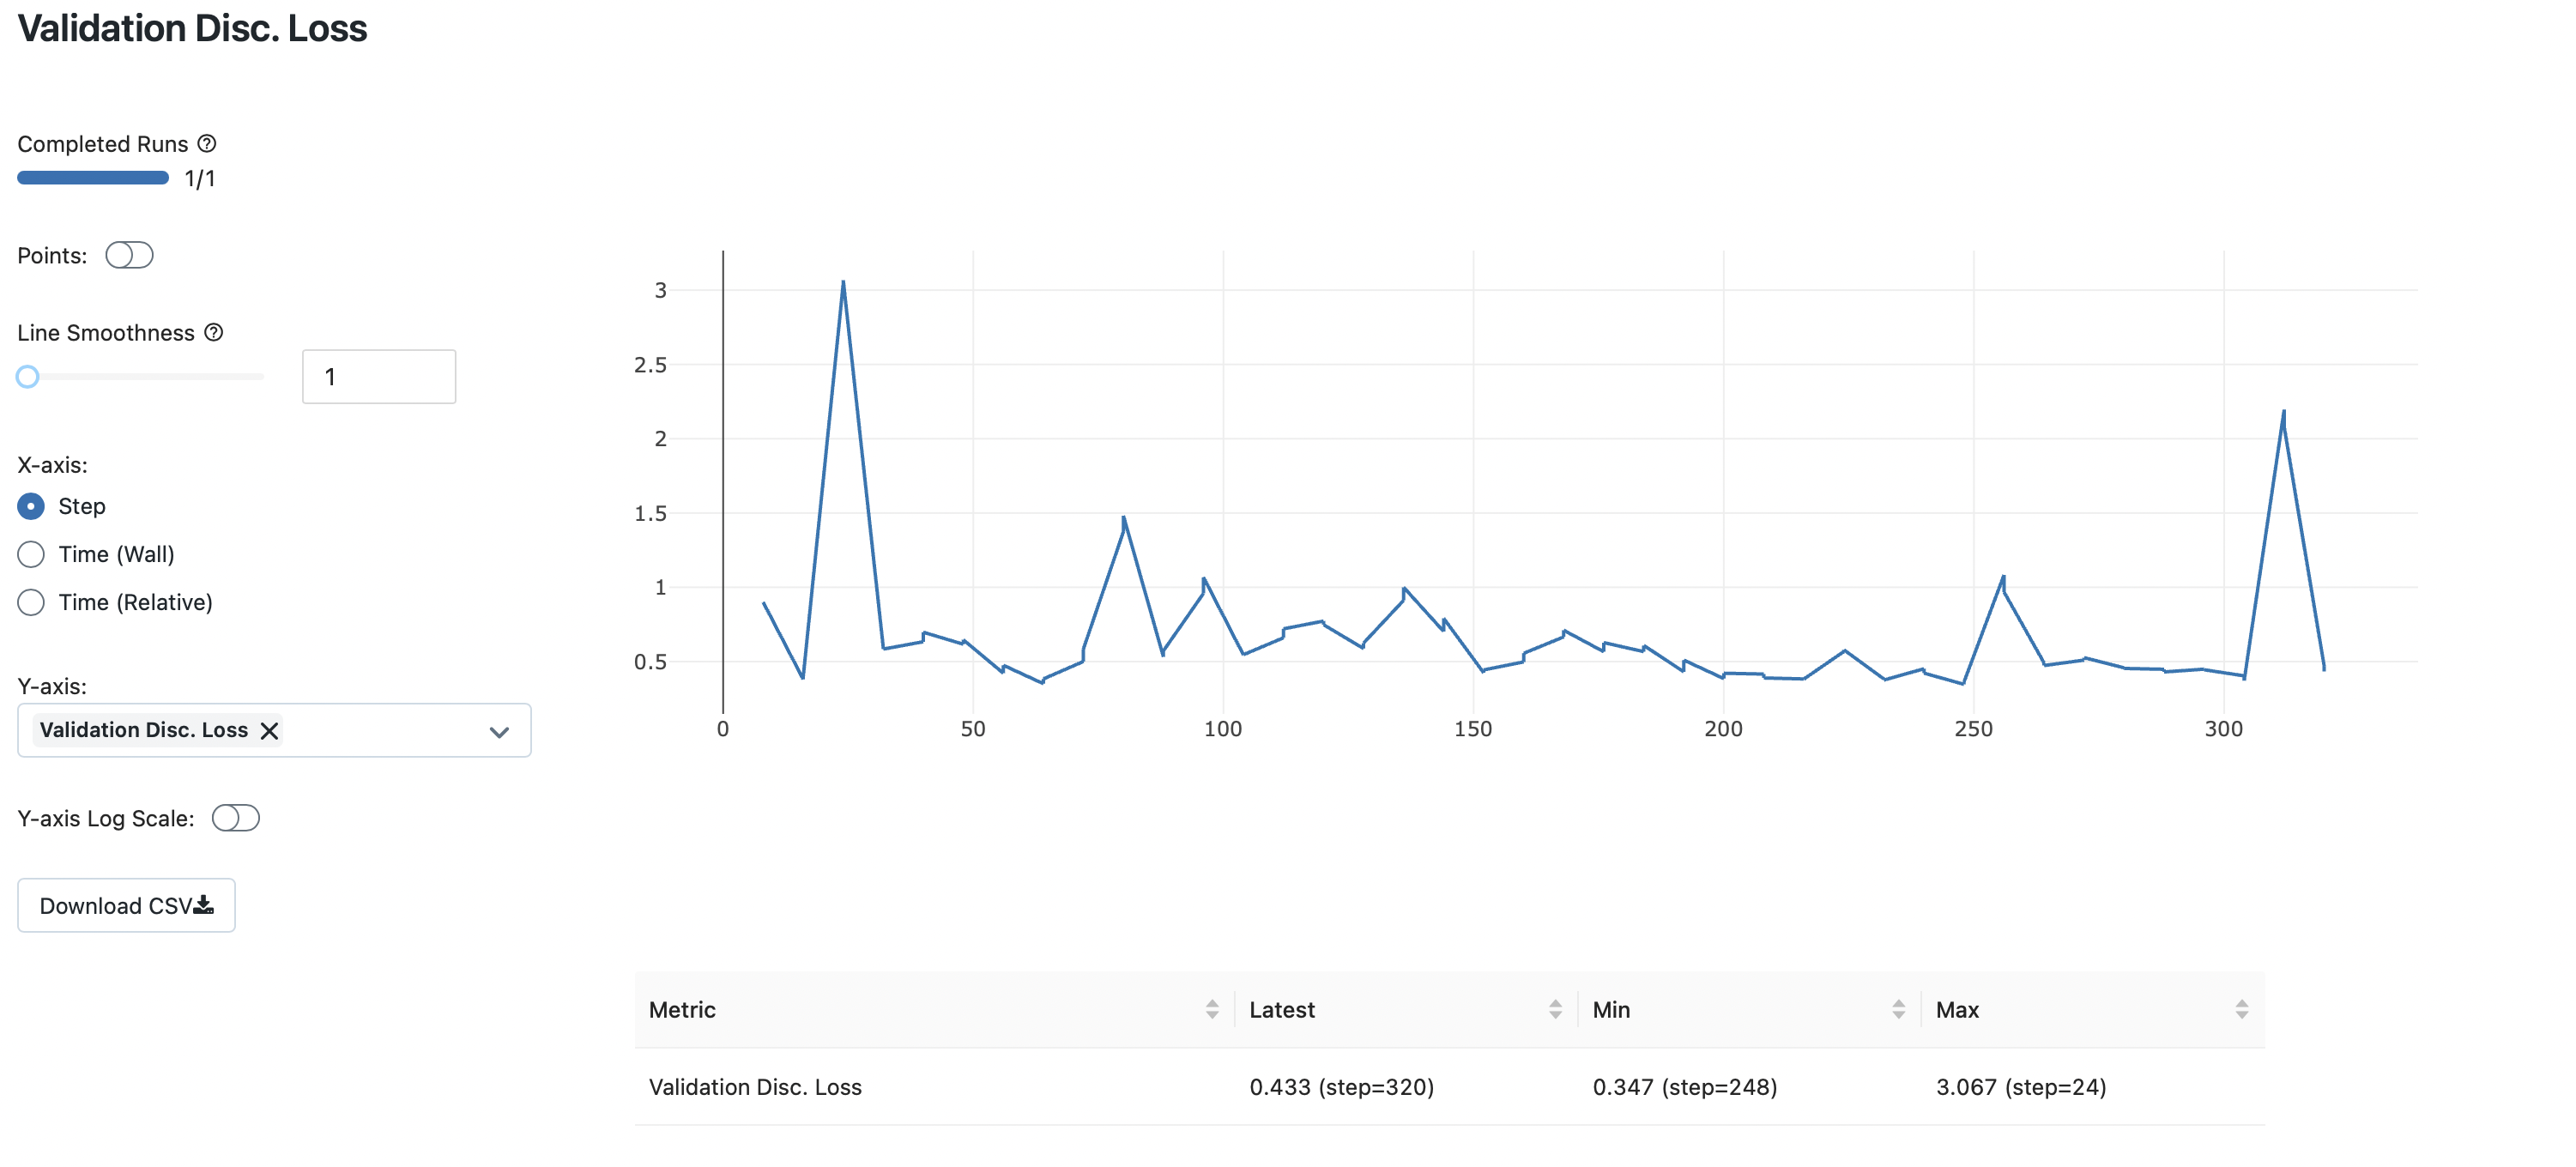 Validation Disc. Loss
Completed Runs
1/1
Points:
Line Smoothness
1
X-axis:
Step
Time (Wall)
Time (Relative)
Y-axis:
Validation Disc. Loss
Y-axis Log Scale:
Download CSV
3
2.5
2
1.5
1
0.5
0 50 100 150 200 250 300
Metric Latest Min Max
Validation Disc. Loss 0.433 (step=320) 0.347 (step=248) 3.067 (step=24)